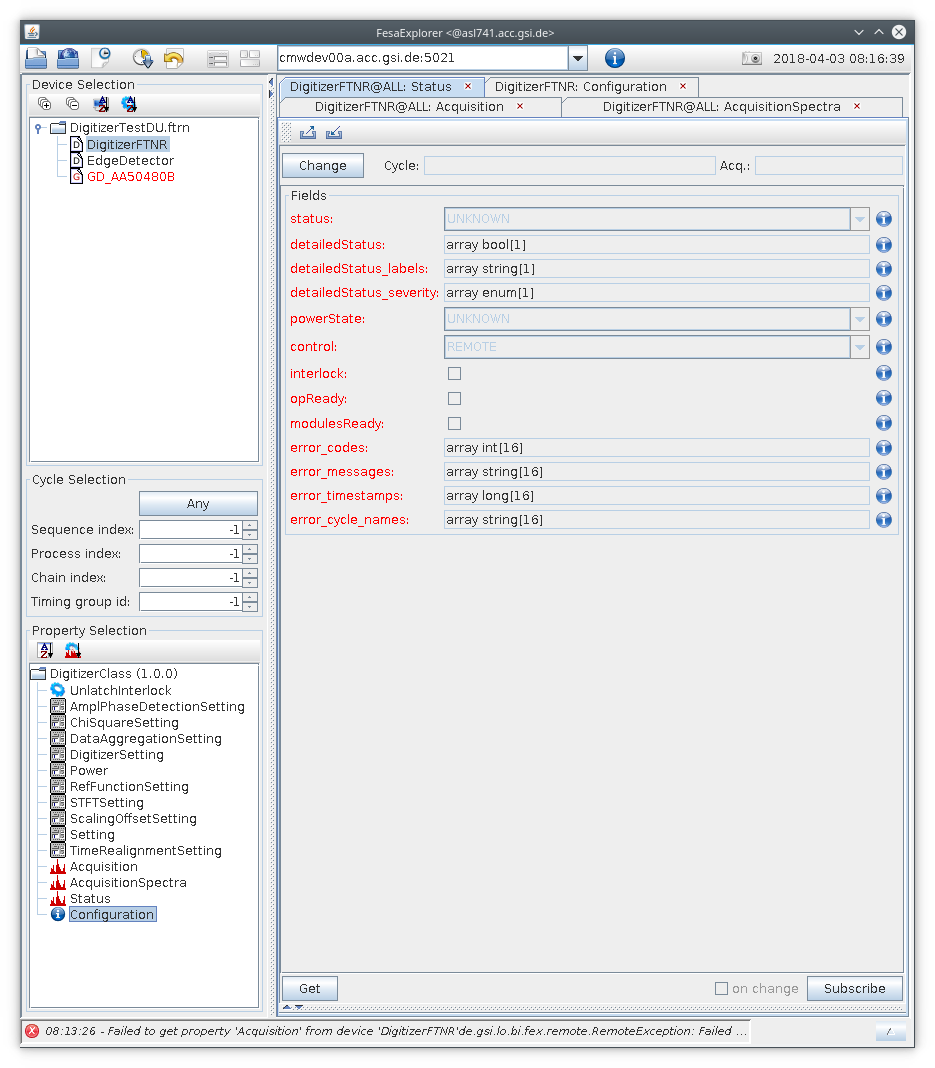 FesaExplorer <@asl741.acc.gsi.de>
cmwdev00a.acc.gsi.de:5021
2018-04-03 08:16:39
Device Selection
DigitizerTestDU.ftrn
DigitizerFTNR
EdgeDetector
GD_AA50480B
Cycle Selection
Any
Sequence index: -1
Process index: -1
Chain index: -1
Timing group id: -1
Property Selection
DigitizerClass (1.0.0)
UnlatchInterlock
AmplPhaseDetectionSetting
ChiSquareSetting
DataAggregationSetting
DigitizerSetting
Power
RefFunctionSetting
STFTSetting
ScalingOffsetSetting
Setting
TimeRealignmentSetting
Acquisition
AcquisitionSpectra
Status
Configuration
DigitizerFTNR@ALL: Status × DigitizerFTNR: Configuration ×
DigitizerFTNR@ALL: Acquisition × DigitizerFTNR@ALL: AcquisitionSpectra ×
Change Cycle: Acq.:
Fields
status: UNKNOWN
detailedStatus: array bool[1]
detailedStatus_labels: array string[1]
detailedStatus_severity: array enum[1]
powerState: UNKNOWN
control: REMOTE
interlock:
opReady:
modulesReady:
error_codes: array int[16]
error_messages: array string[16]
error_timestamps: array long[16]
error_cycle_names: array string[16]
Get on change Subscribe
08:13:26 - Failed to get property 'Acquisition' from device 'DigitizerFTNR'de.gsi.lo.bi.fex.remote.RemoteException: Failed ...